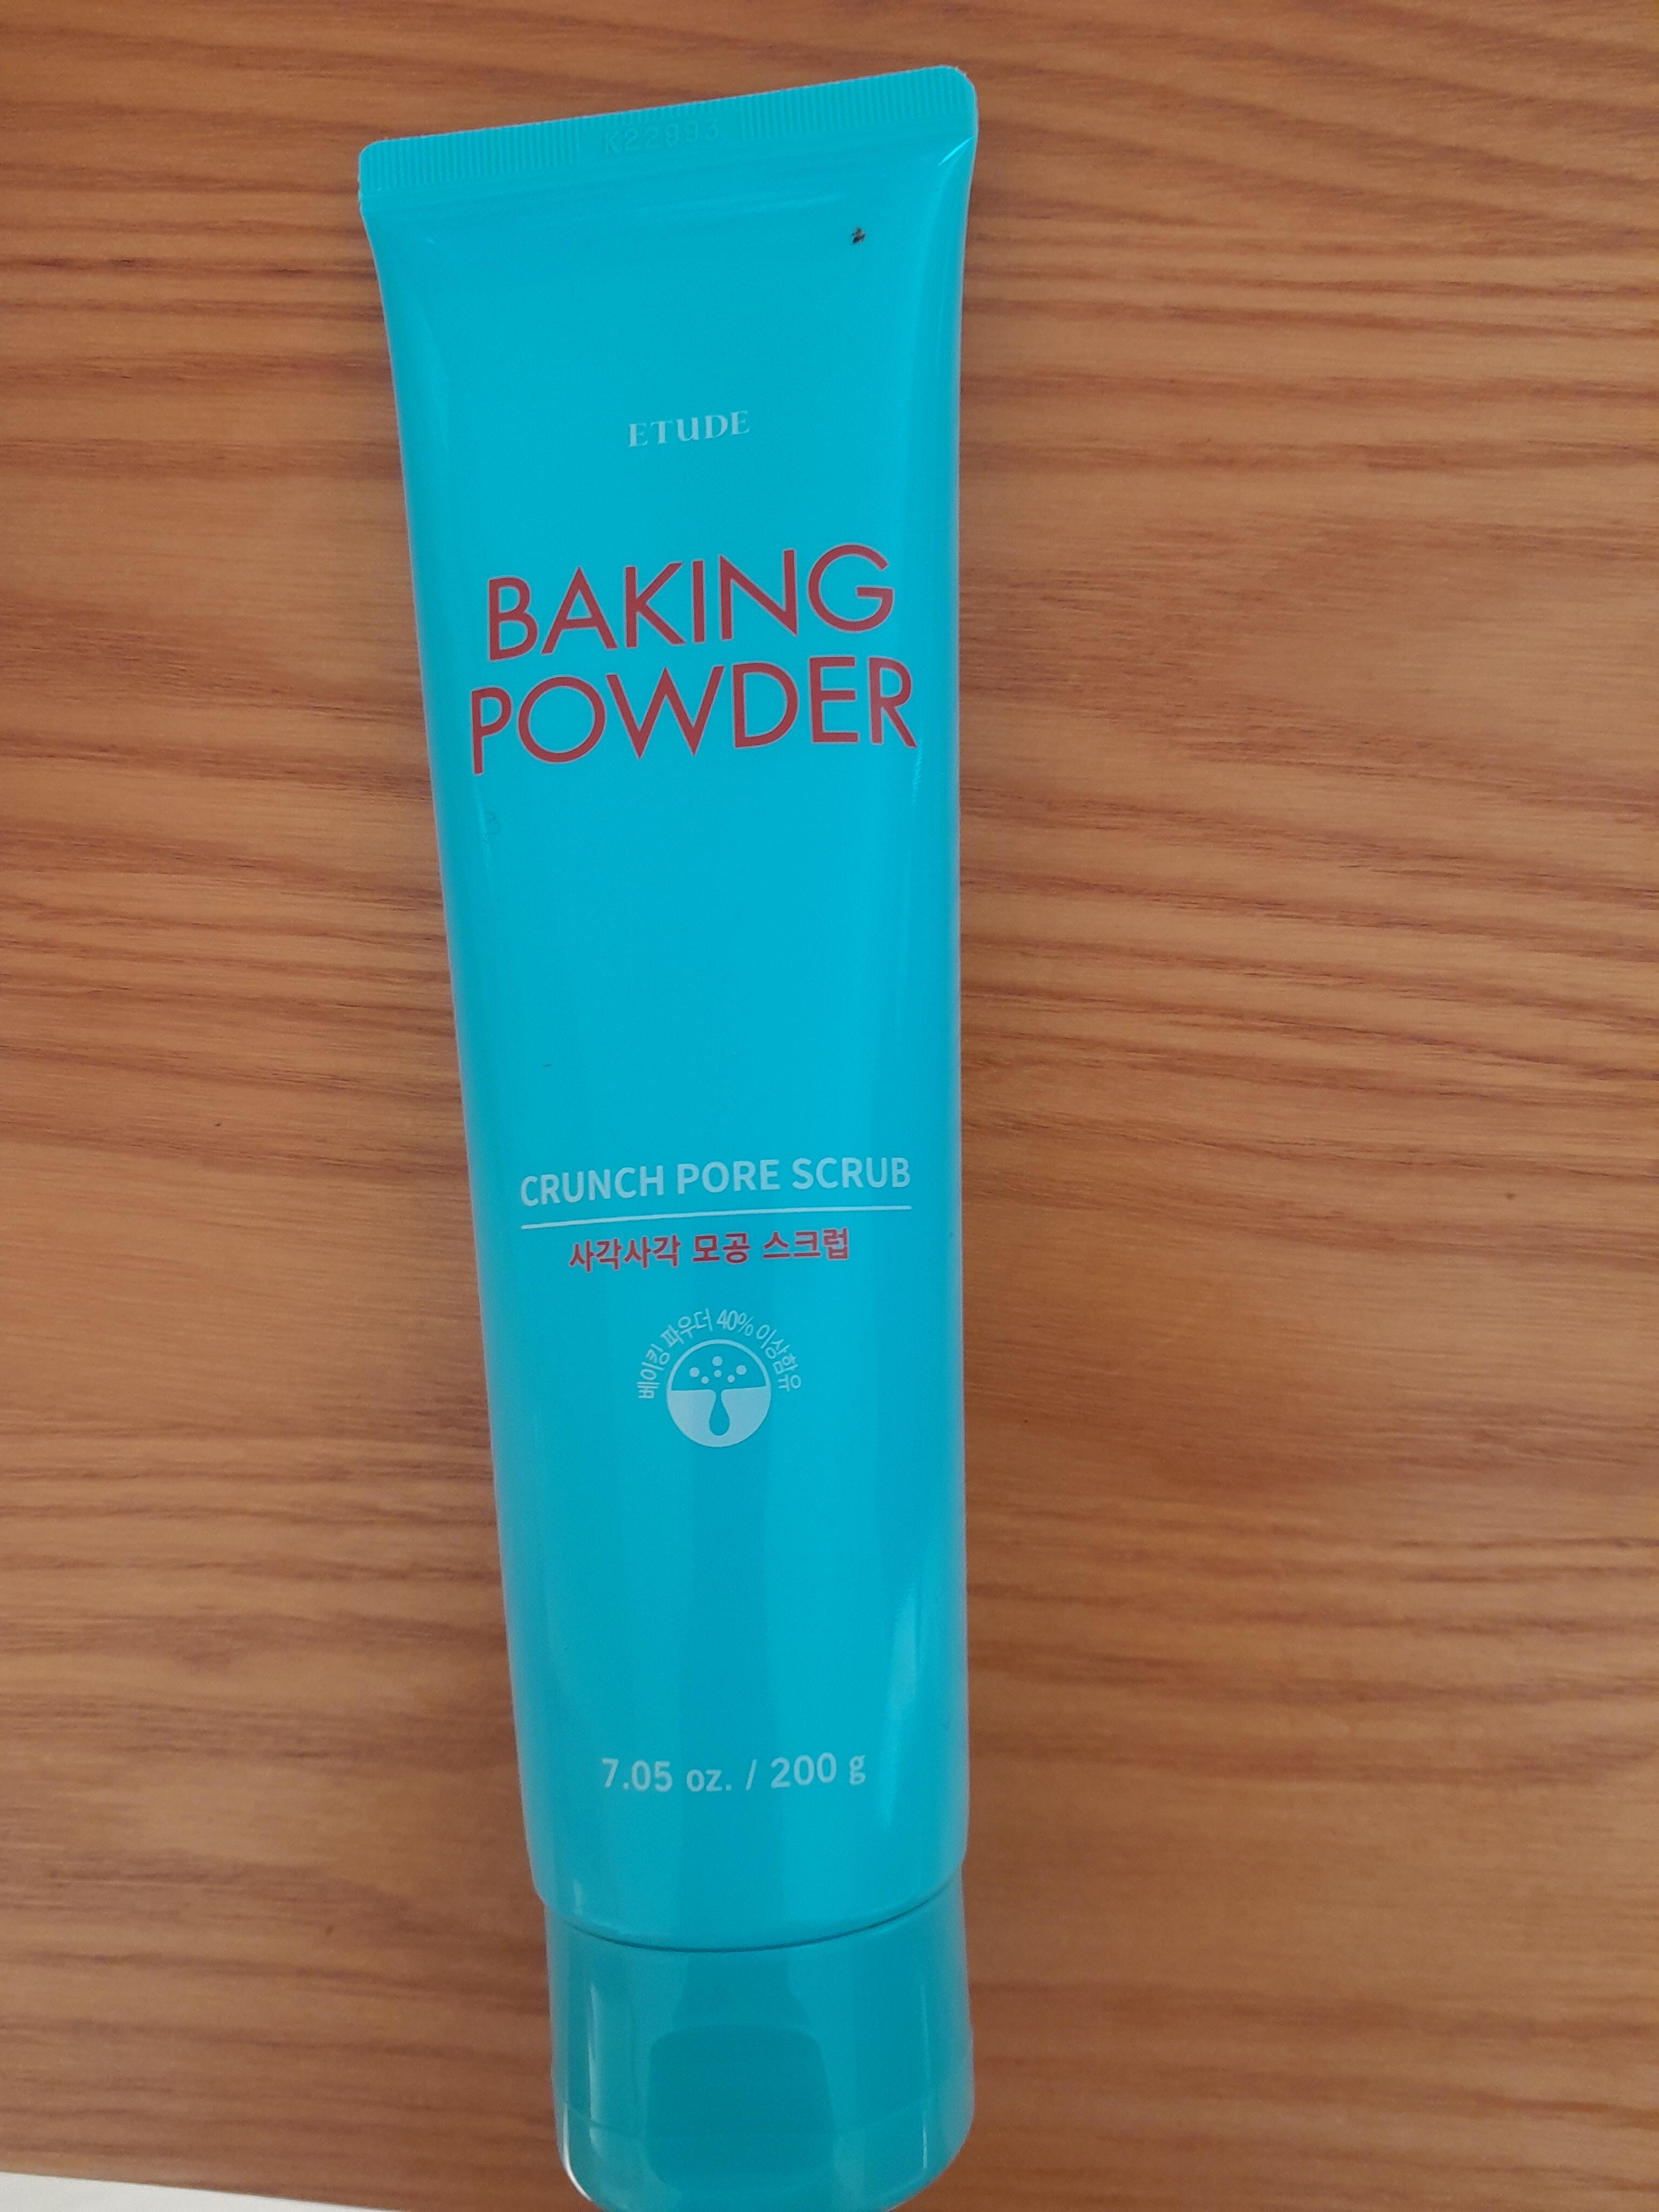 ETUDE
BAKING
POWDER
CRUNCH PORE SCRUB
사각사각 모공 스크럽
베이킹 파우더 40% 이상함유
7.05 oz. / 200 g